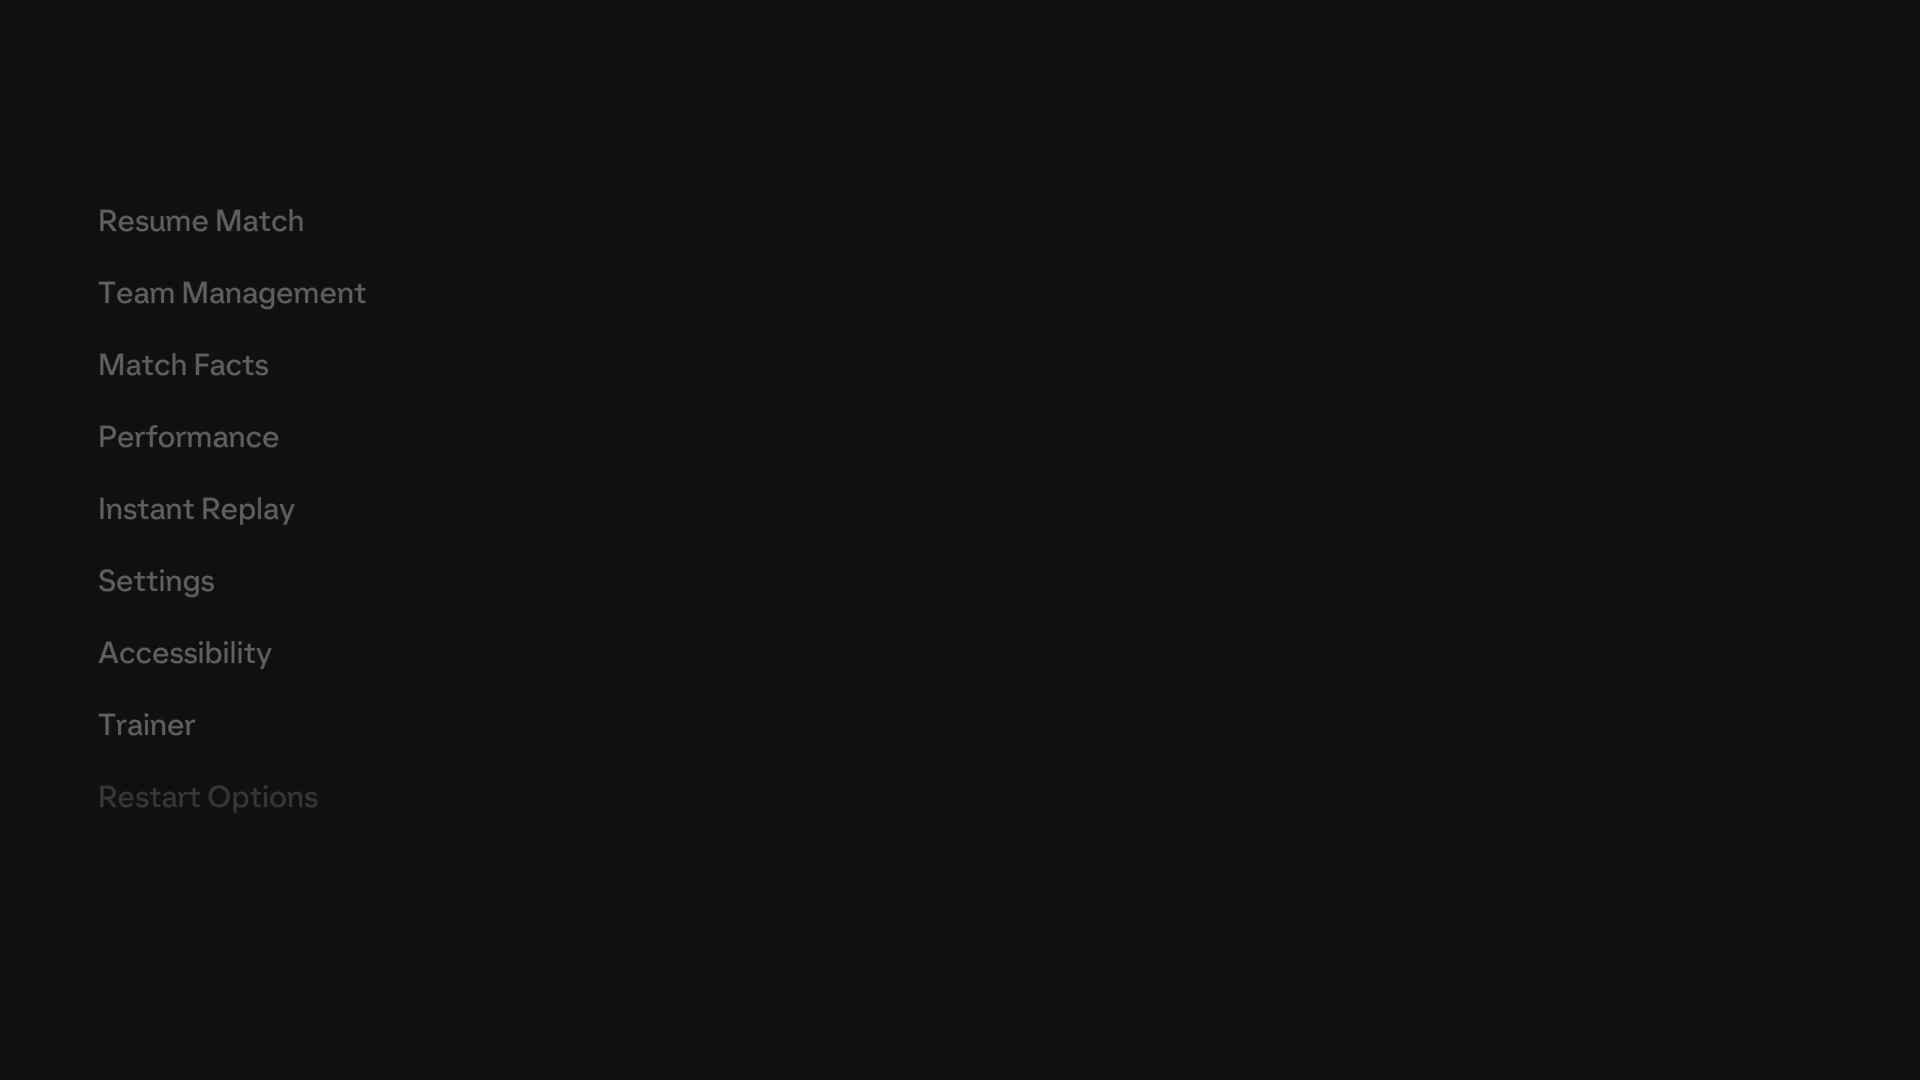 Resume Match
Team Management
Match Facts
Performance
Instant Replay
Settings
Accessibility
Trainer
Restart Options